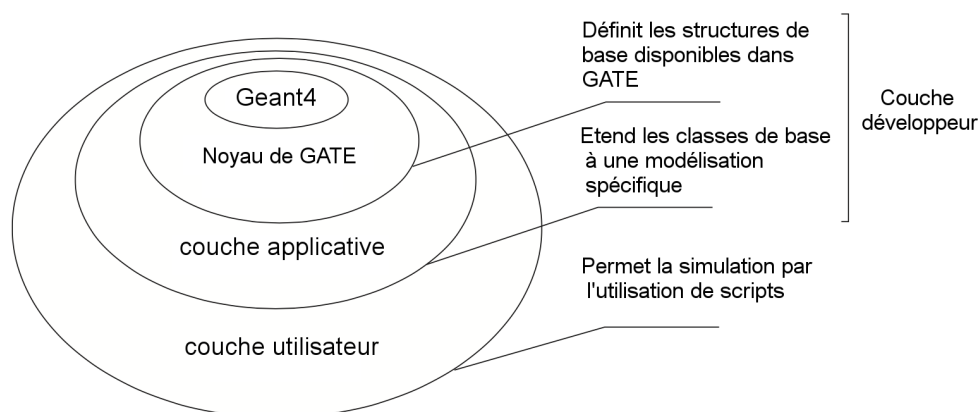 Geant4
Noyau de GATE
couche applicative
couche utilisateur
Définit les structures de
base disponibles dans
GATE
Etend les classes de base
à une modélisation
spécifique
Permet la simulation par
l'utilisation de scripts
Couche
développeur